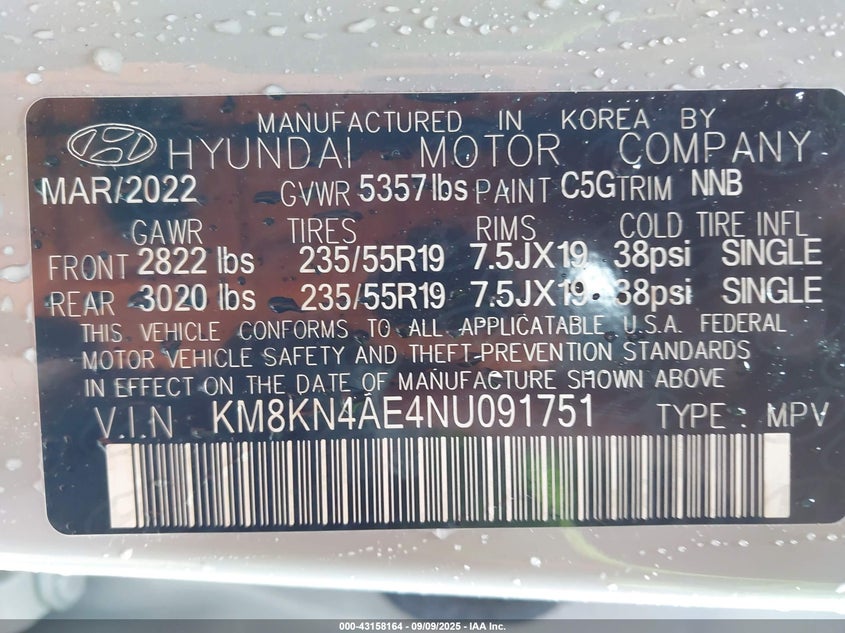 MANUFACTURED IN KOREA BY
HYUNDAI MOTOR COMPANY
MAR/2022 GVWR 5357 lbs PAINT C5G TRIM NNB
GAWR TIRES RIMS COLD TIRE INFL
FRONT 2822 lbs 235/55R19 7.5JX19 38psi SINGLE
REAR 3020 lbs 235/55R19 7.5JX19 38psi SINGLE
THIS VEHICLE CONFORMS TO ALL APPLICATABLE U.S.A. FEDERAL
MOTOR VEHICLE SAFETY AND THEFT-PREVENTION STANDARDS
IN EFFECT ON THE DATE OF MANUFACTURE SHOWN ABOVE
V.I.N KM8KN4AE4NU091751 TYPE : MPV
000-43158164 - 09/09/2025 - IAA Inc.